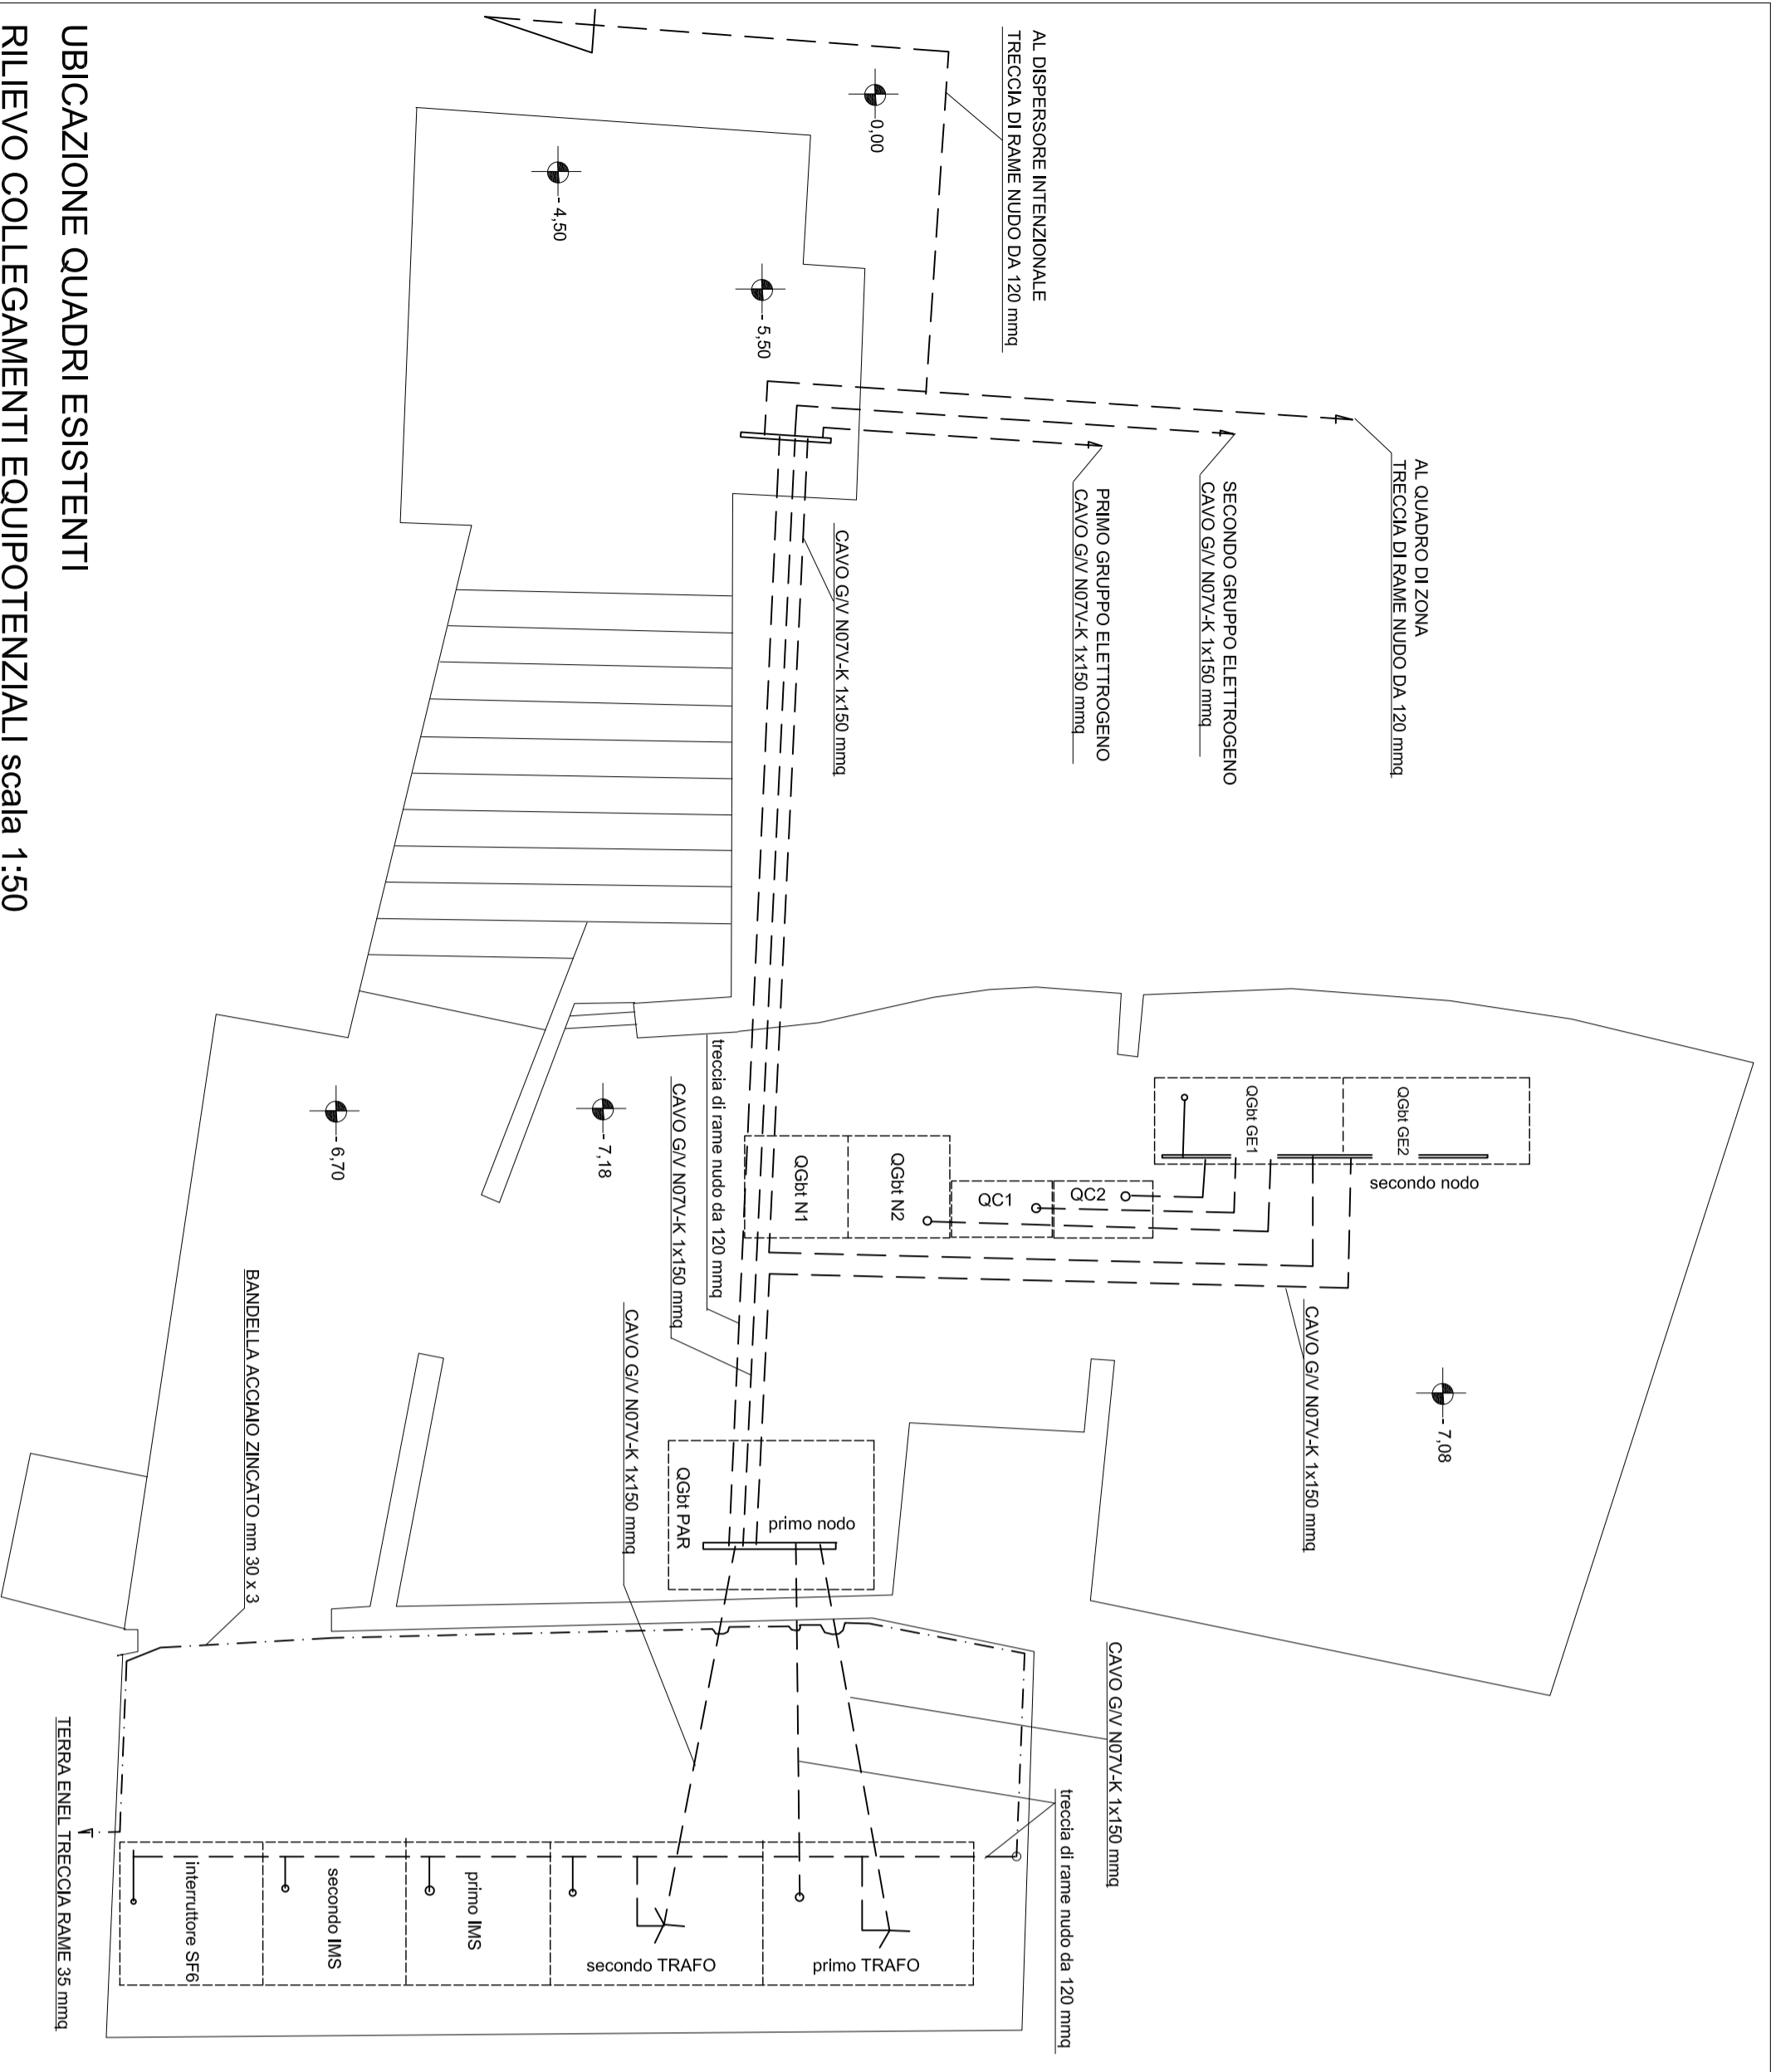 UBICAZIONE QUADRI ESISTENTI
RILIEVO COLLEGAMENTI EQUIPOTENZIALI scala 1:50
AL DISPERSORE INTENZIONALE
TRECCIA DI RAME NUDO DA 120 mmq
0,00
- 4,50
- 5,50
AL QUADRO DI ZONA
TRECCIA DI RAME NUDO DA 120 mmq
SECONDO GRUPPO ELETTROGENO
CAVO G/V N07V-K 1x150 mmq
PRIMO GRUPPO ELETTROGENO
CAVO G/V N07V-K 1x150 mmq
CAVO G/V N07V-K 1x150 mmq
QGbt GE2
QGbt GE1
secondo nodo
QC2
QC1
QGbt N2
QGbt N1
treccia di rame nudo da 120 mmq
CAVO G/V N07V-K 1x150 mmq
- 7,18
- 6,70
- 7,08
CAVO G/V N07V-K 1x150 mmq
CAVO G/V N07V-K 1x150 mmq
BANDELLA ACCIAIO ZINCATO mm 30 x 3
QGbt PAR
primo nodo
CAVO G/V N07V-K 1x150 mmq
treccia di rame nudo da 120 mmq
TERRA ENEL TRECCIA RAME 35 mmq
interruttore SF6
secondo IMS
primo IMS
secondo TRAFO
primo TRAFO